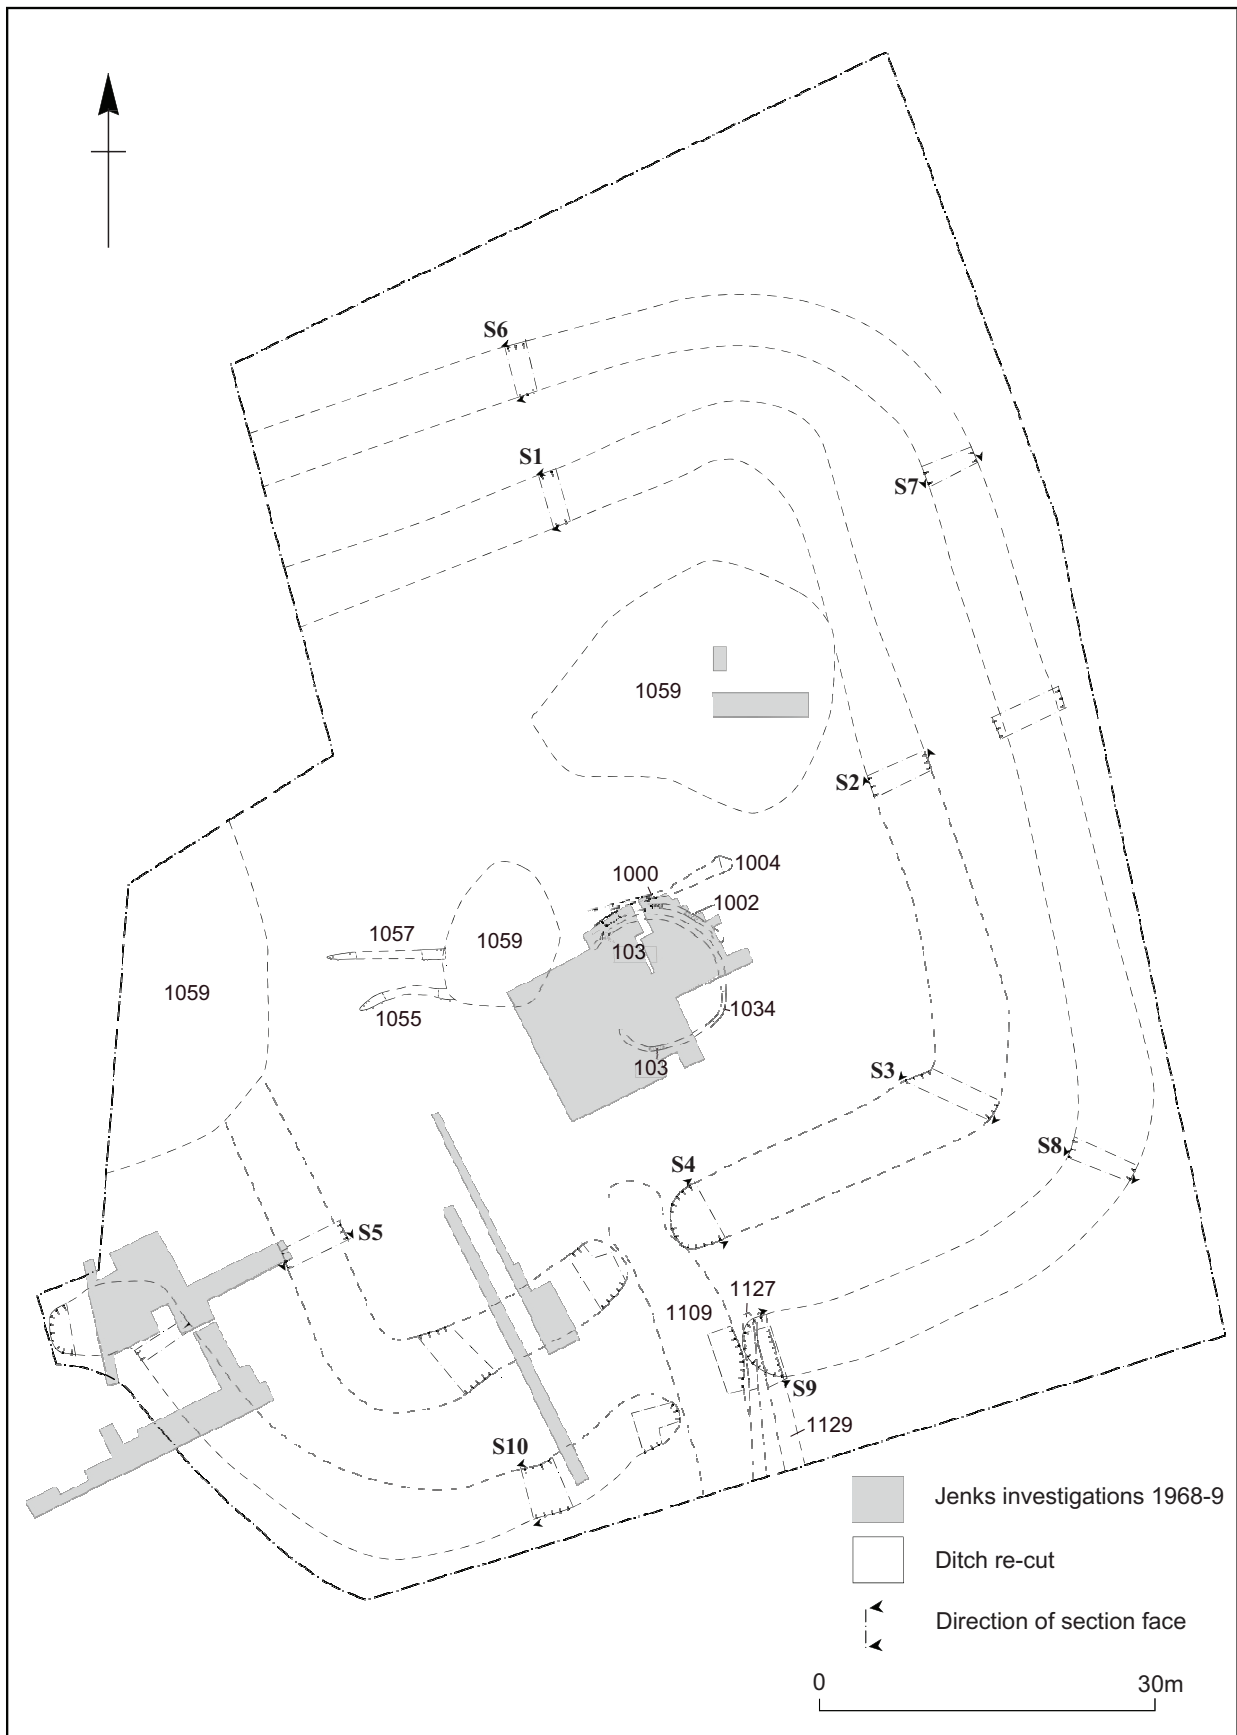 S6
S1
S7
1059
S2
1000
1004
1002
1057
1059
103
1059
1055
1034
103
S3
S8
S4
S5
1127
1109
S9
1129
S10
Jenks investigations 1968-9
Ditch re-cut
Direction of section face
0 30m